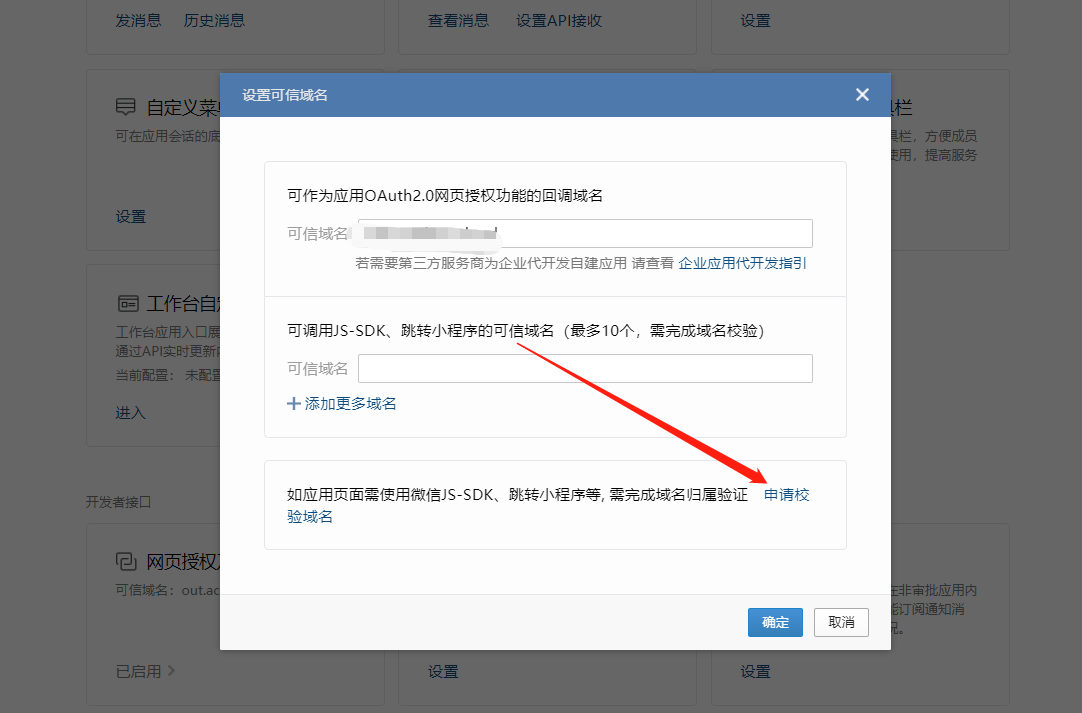 发消息 历史消息
查看消息 设置API接收
设置
自定义菜
可在应用会话的底
设置
栏
具栏，方便成员
使用，提高服务
工作台自
工作台应用入口展
通过API实时更新
当前配置： 未配置
进入
设置可信域名
可作为应用OAuth2.0网页授权功能的回调域名
可信域名
若需要第三方服务商为企业代开发自建应用 请查看 企业应用代开发指引
可调用JS-SDK、跳转小程序的可信域名（最多10个，需完成域名校验）
可信域名
添加更多域名
如应用页面需使用微信JS-SDK、跳转小程序等, 需完成域名归属验证 申请校
验域名
确定 取消
开发者接口
网页授权
可信域名：out.ac
已启用
设置
在非审批应用内
能订阅通知消
设置